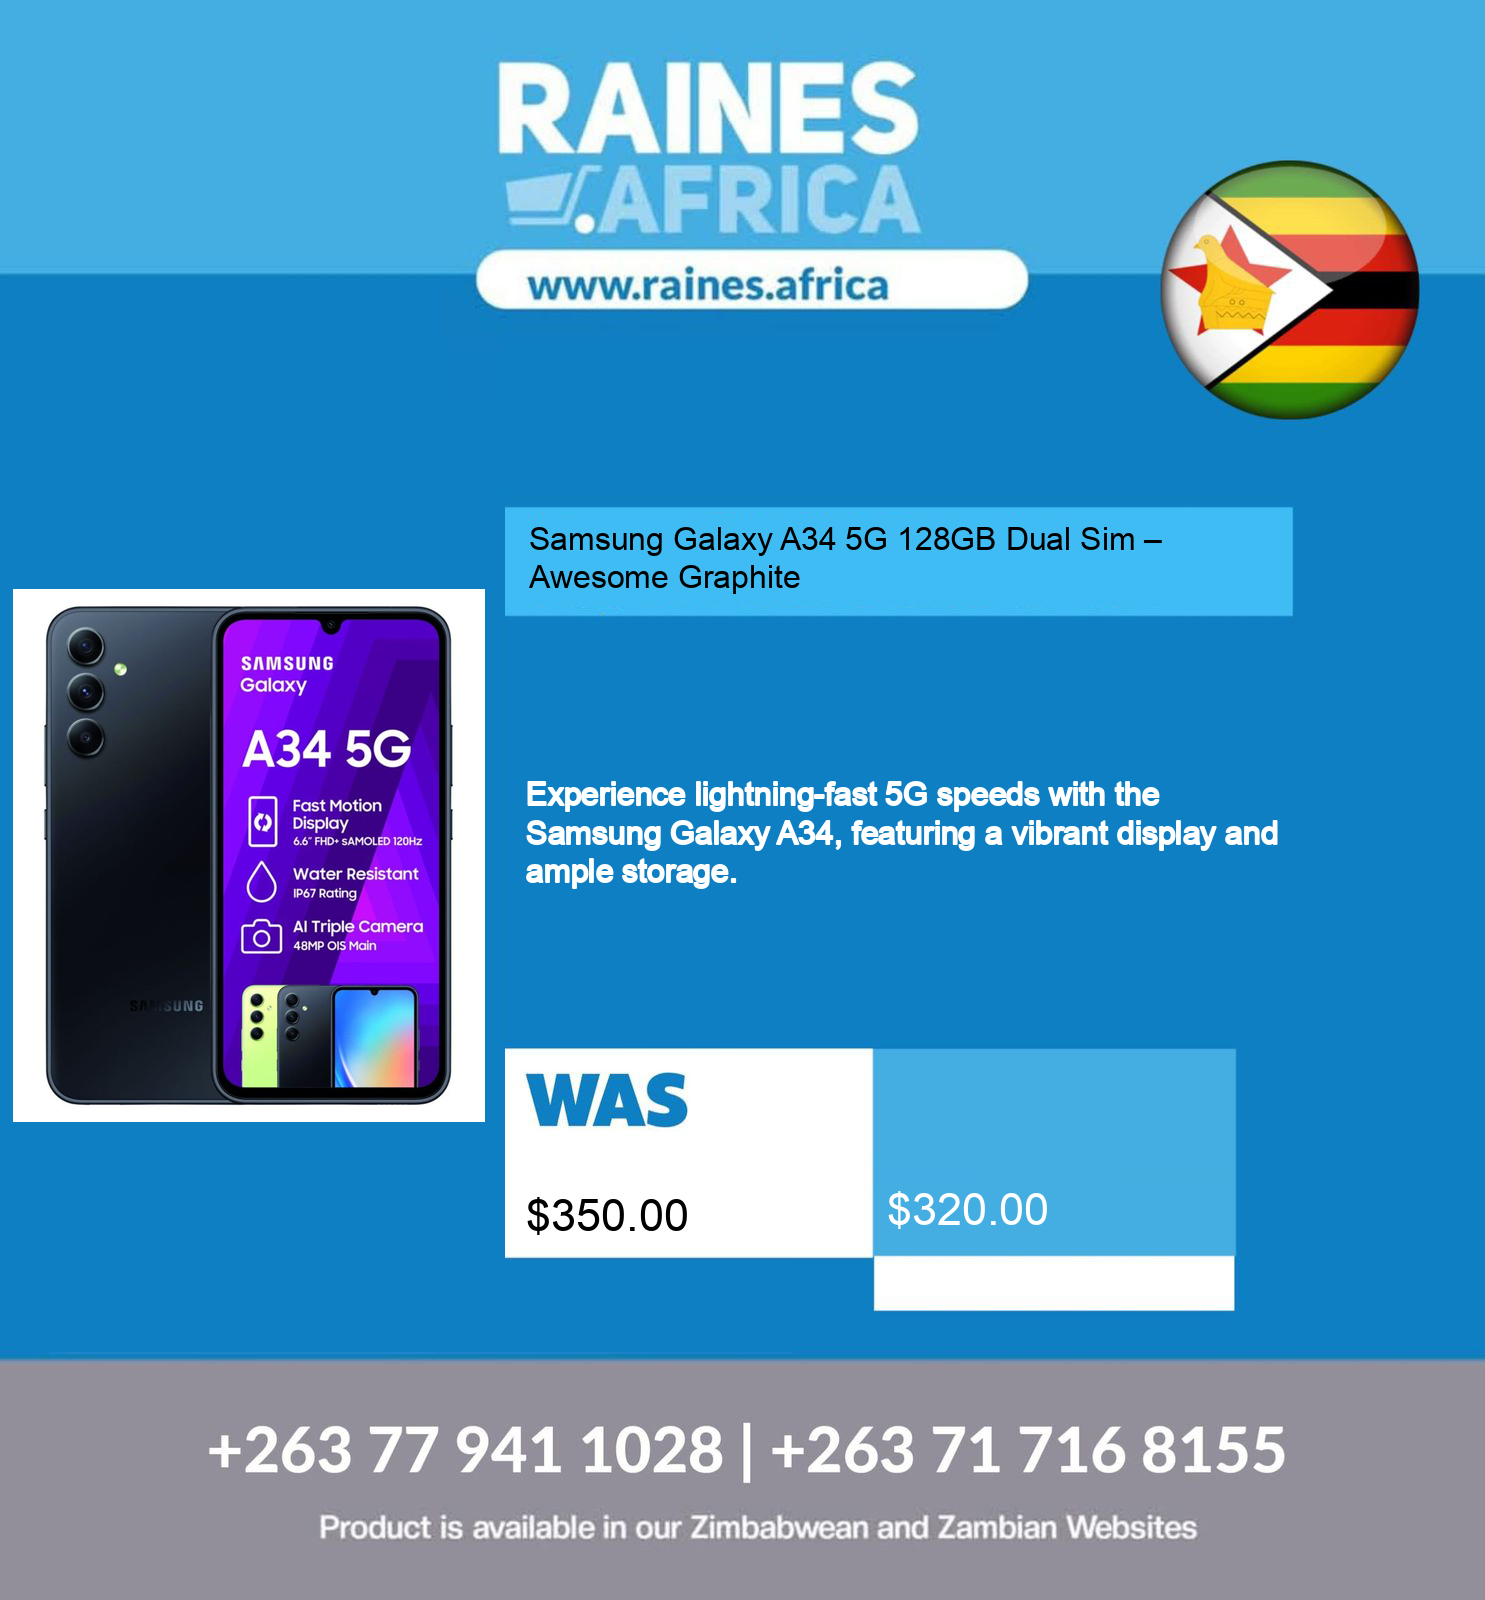 RAINES
.AFRICA
www.raines.africa
Samsung Galaxy A34 5G 128GB Dual Sim –
Awesome Graphite
SAMSUNG
Galaxy
A34 5G
Fast Motion
Display
6.6" FHD+ sAMOLED 120Hz
Water Resistant
IP67 Rating
AI Triple Camera
48MP OIS Main
SAMSUNG
Experience lightning-fast 5G speeds with the
Samsung Galaxy A34, featuring a vibrant display and
ample storage.
WAS
$350.00
$320.00
+263 77 941 1028 | +263 71 716 8155
Product is available in our Zimbabwean and Zambian Websites